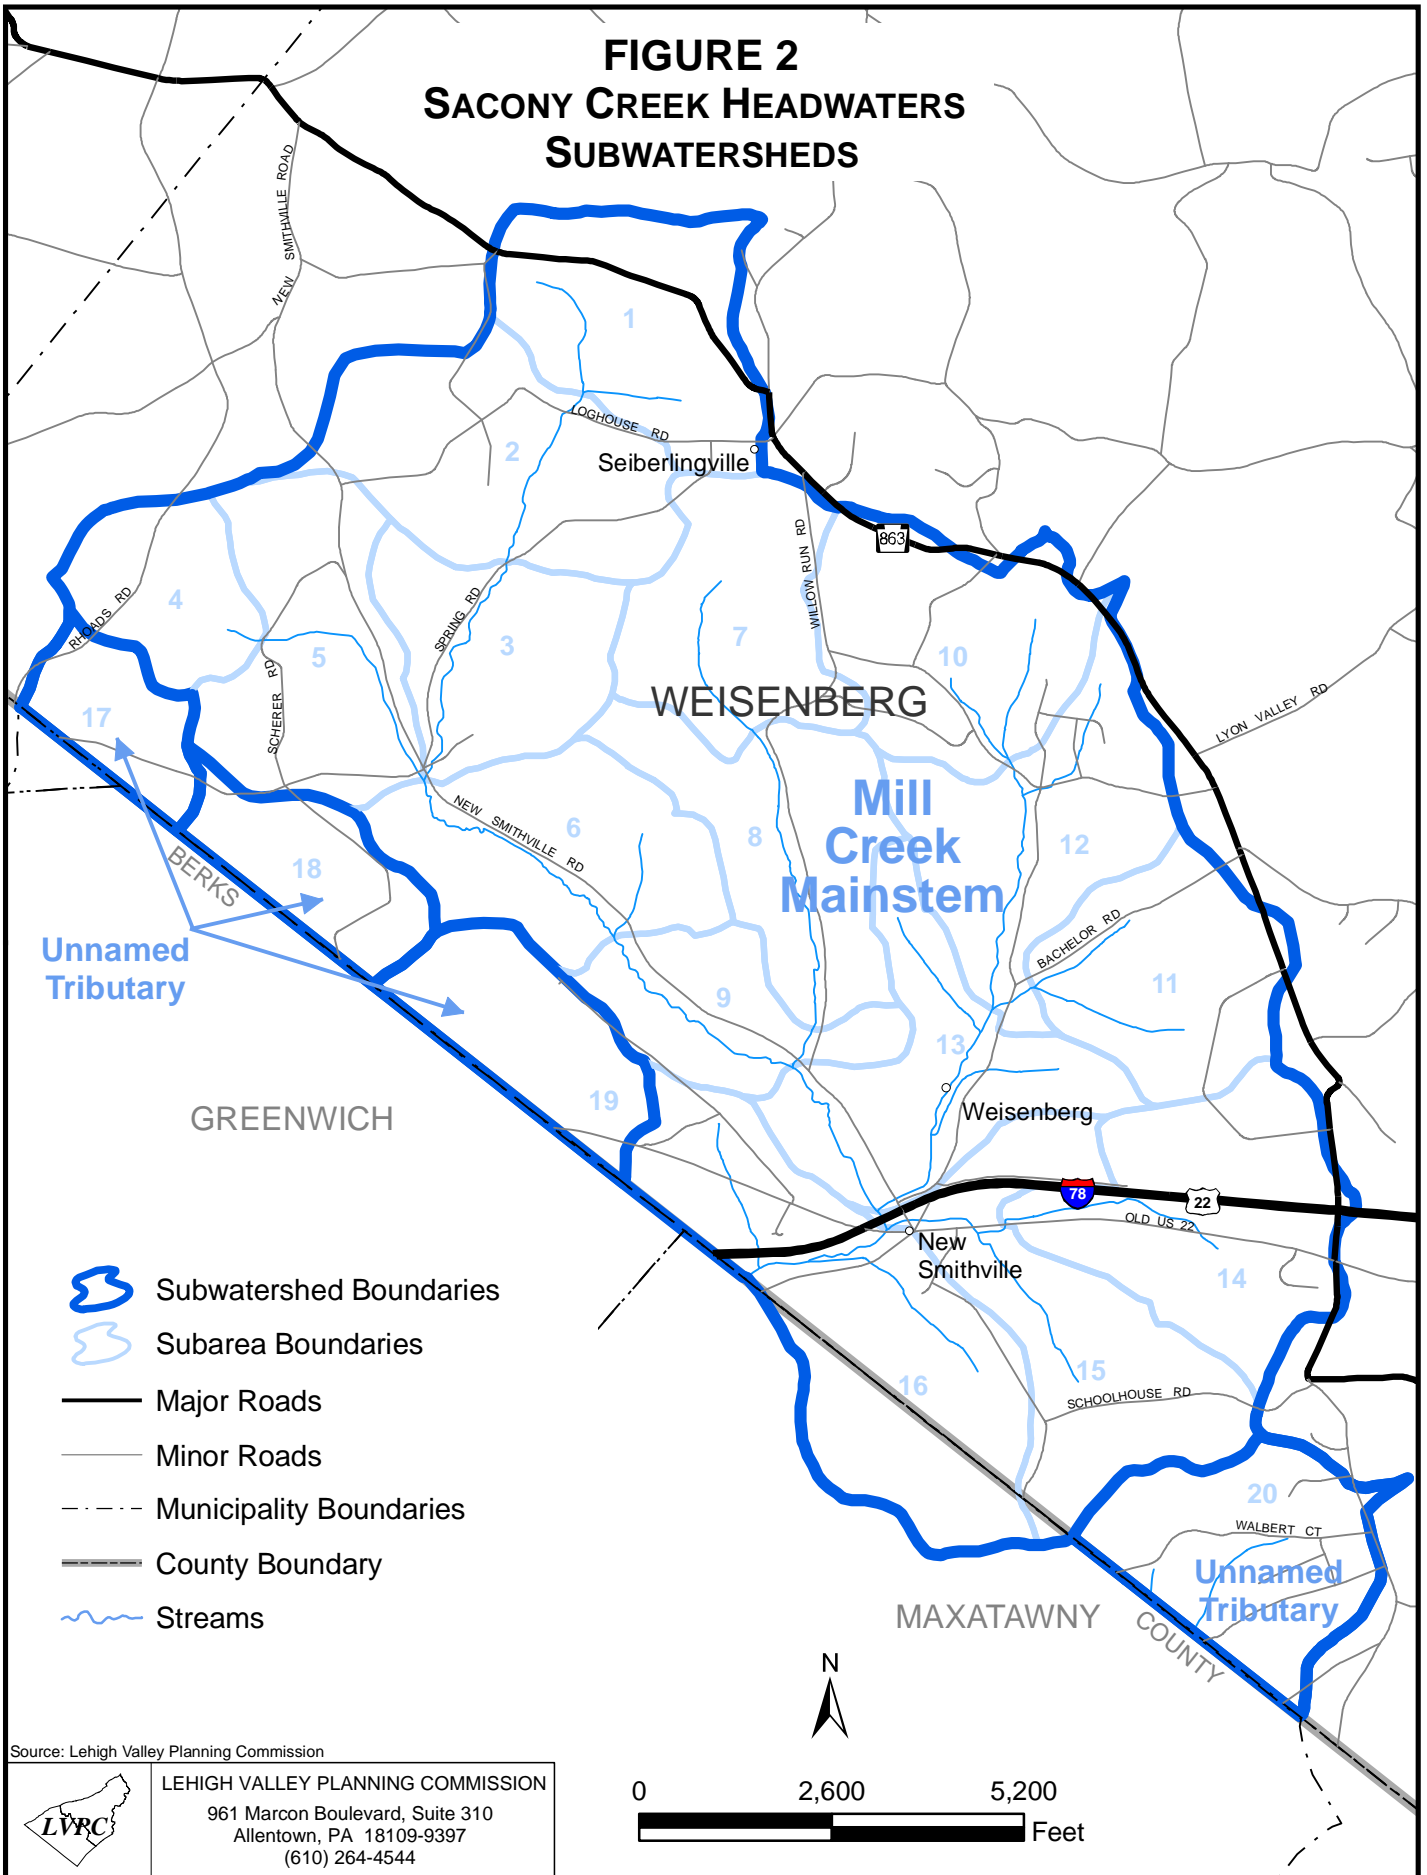 FIGURE 2
SACONY CREEK HEADWATERS
SUBWATERSHEDS
NEW SMITHVILLE ROAD
1
LOGHOUSE RD
2
Seiberlingville
863
WILLOW RUN RD
RHOADS RD
4
SPRING RD
7
3
5
10
SCHERER RD
WEISENBERG
LYON VALLEY RD
17
Mill
Creek
Mainstem
NEW SMITHVILLE RD
6
8
12
BERKS
18
BACHELOR RD
Unnamed
Tributary
11
9
13
19
GREENWICH
Weisenberg
78
22
OLD US 22
New
Smithville
14
15
16
SCHOOLHOUSE RD
Subwatershed Boundaries
Subarea Boundaries
Major Roads
Minor Roads
Municipality Boundaries
County Boundary
Streams
20
WALBERT CT
Unnamed
Tributary
MAXATAWNY
COUNTY
N
Source: Lehigh Valley Planning Commission
LVPC
LEHIGH VALLEY PLANNING COMMISSION
961 Marcon Boulevard, Suite 310
Allentown, PA 18109-9397
(610) 264-4544
0 2,600 5,200
Feet